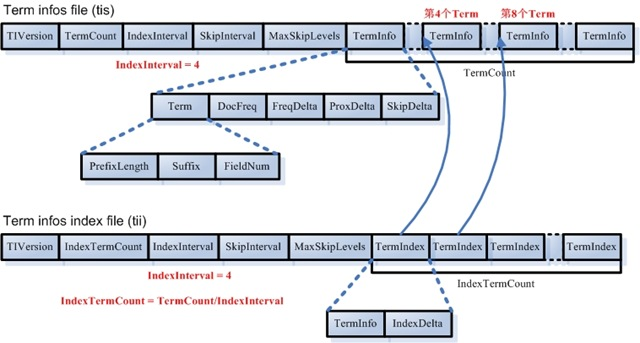 Term infos file (tis)
第4个Term
第8个Term
TIVersion TermCount IndexInterval SkipInterval MaxSkipLevels TermInfo TermInfo TermInfo TermInfo
IndexInterval = 4
TermCount
Term DocFreq FreqDelta ProxDelta SkipDelta
PrefixLength Suffix FieldNum
Term infos index file (tii)
TIVersion IndexTermCount IndexInterval SkipInterval MaxSkipLevels TermIndex TermIndex TermIndex TermIndex
IndexInterval = 4
IndexTermCount
IndexTermCount = TermCount/IndexInterval
TermInfo IndexDelta